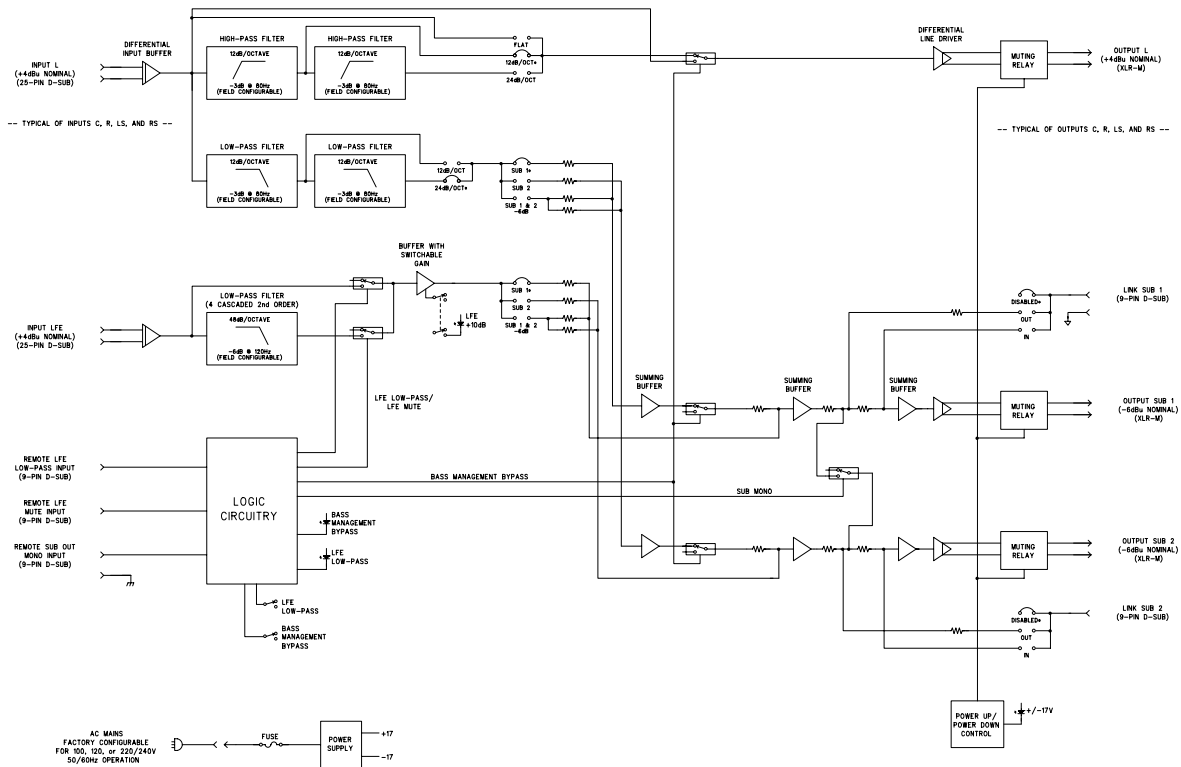 DIFFERENTIAL
INPUT BUFFER
INPUT L
(+4dBu NOMINAL)
(25-PIN D-SUB)
HIGH-PASS FILTER
12dB/OCTAVE
-3dB @ 80Hz
(FIELD CONFIGURABLE)
HIGH-PASS FILTER
12dB/OCTAVE
-3dB @ 80Hz
(FIELD CONFIGURABLE)
FLAT
12dB/OCT*
24dB/OCT
DIFFERENTIAL
LINE DRIVER
MUTING
RELAY
OUTPUT L
(+4dBu NOMINAL)
(XLR-M)
-- TYPICAL OF INPUTS C, R, LS, AND RS --
-- TYPICAL OF OUTPUTS C, R, LS, AND RS --
LOW-PASS FILTER
12dB/OCTAVE
-3dB @ 80Hz
(FIELD CONFIGURABLE)
LOW-PASS FILTER
12dB/OCTAVE
-3dB @ 80Hz
(FIELD CONFIGURABLE)
12dB/OCT
24dB/OCT*
SUB 1*
SUB 2
SUB 1 & 2
-6dB
BUFFER WITH
SWITCHABLE
GAIN
LFE
+10dB
SUB 1*
SUB 2
SUB 1 & 2
-6dB
INPUT LFE
(+4dBu NOMINAL)
(25-PIN D-SUB)
LOW-PASS FILTER
(4 CASCADED 2nd ORDER)
48dB/OCTAVE
-6dB @ 120Hz
(FIELD CONFIGURABLE)
LFE LOW-PASS/
LFE MUTE
DISABLED*
OUT
IN
LINK SUB 1
(9-PIN D-SUB)
SUMMING
BUFFER
SUMMING
BUFFER
SUMMING
BUFFER
MUTING
RELAY
OUTPUT SUB 1
(-6dBu NOMINAL)
(XLR-M)
REMOTE LFE
LOW-PASS INPUT
(9-PIN D-SUB)
REMOTE LFE
MUTE INPUT
(9-PIN D-SUB)
REMOTE SUB OUT
MONO INPUT
(9-PIN D-SUB)
LOGIC
CIRCUITRY
BASS MANAGEMENT BYPASS
SUB MONO
BASS
MANAGEMENT
BYPASS
LFE
LOW-PASS
LFE
LOW-PASS
BASS
MANAGEMENT
BYPASS
MUTING
RELAY
OUTPUT SUB 2
(-6dBu NOMINAL)
(XLR-M)
DISABLED*
OUT
IN
LINK SUB 2
(9-PIN D-SUB)
POWER UP/
POWER DOWN
CONTROL
+/-17V
AC MAINS
FACTORY CONFIGURABLE
FOR 100, 120, or 220/240V
50/60Hz OPERATION
FUSE
POWER
SUPPLY
+17
-17